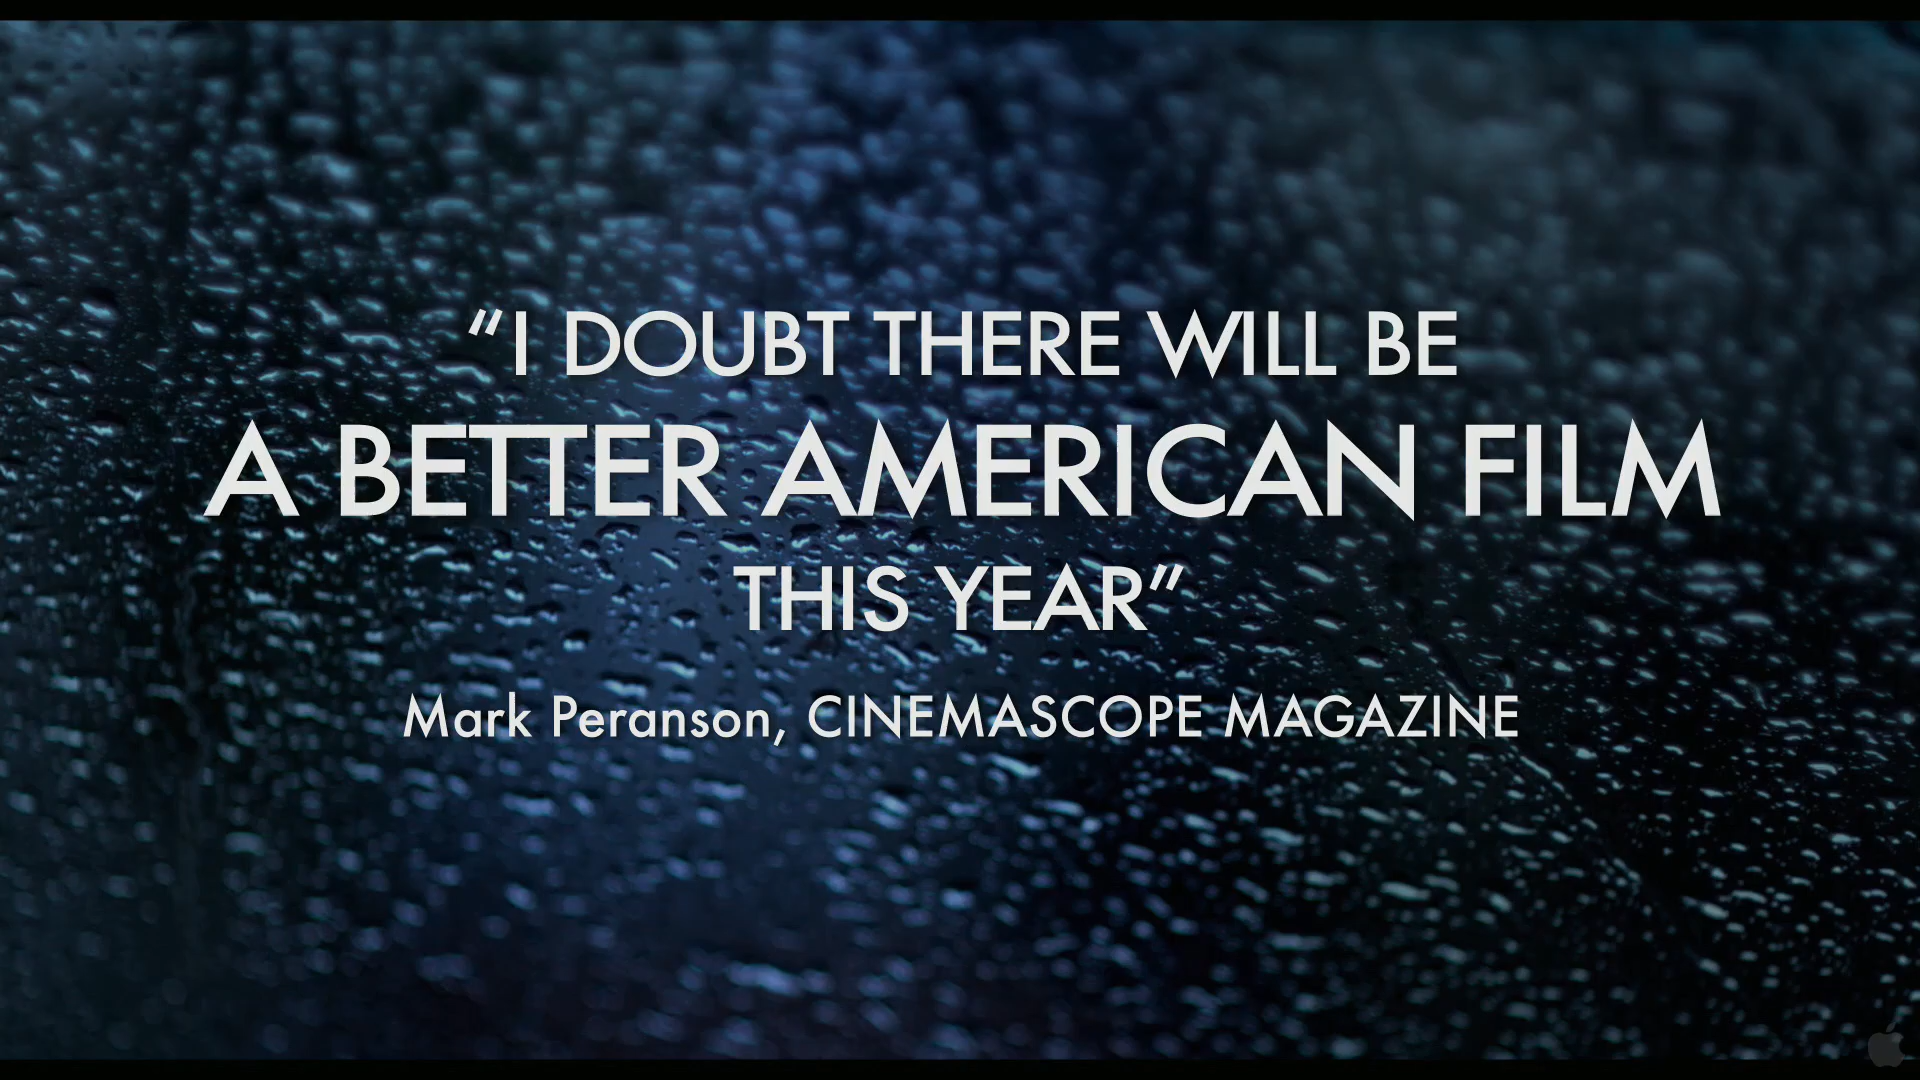 “I DOUBT THERE WILL BE
A BETTER AMERICAN FILM
THIS YEAR”
Mark Peranson, CINEMASCOPE MAGAZINE